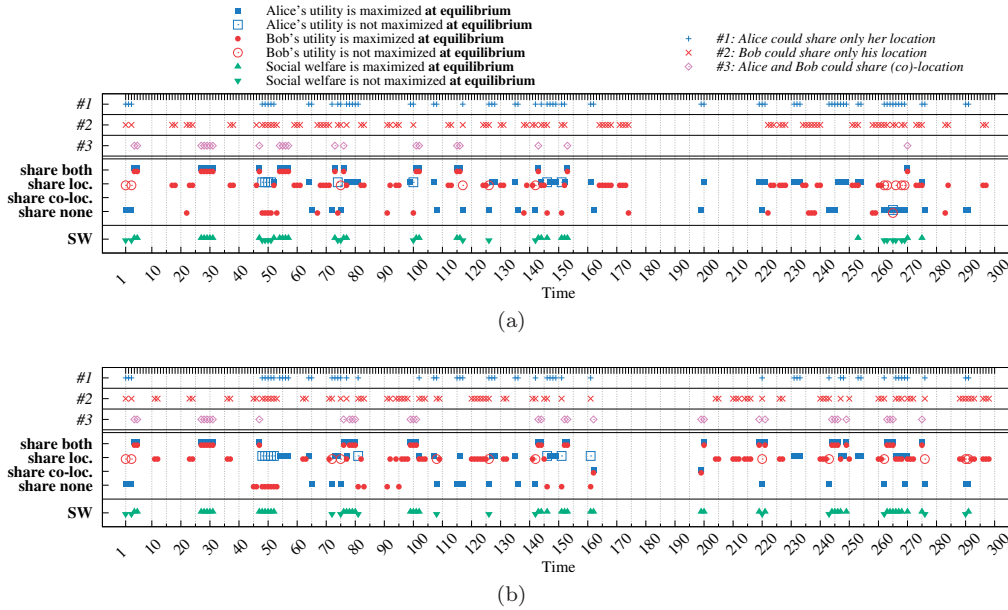 Alice's utility is maximized at equilibrium
Alice's utility is not maximized at equilibrium
Bob's utility is maximized at equilibrium
Bob's utility is not maximized at equilibrium
Social welfare is maximized at equilibrium
Social welfare is not maximized at equilibrium
#1: Alice could share only her location
#2: Bob could share only his location
#3: Alice and Bob could share (co)-location
#1
#2
#3
share both
share loc.
share co-loc.
share none
SW
1 10 20 30 40 50 60 70 80 90 100 110 120 130 140 150 160 170 180 190 200 210 220 230 240 250 260 270 280 290 300
Time
(a)
#1
#2
#3
share both
share loc.
share co-loc.
share none
SW
1 10 20 30 40 50 60 70 80 90 100 110 120 130 140 150 160 170 180 190 200 210 220 230 240 250 260 270 280 290 300
Time
(b)